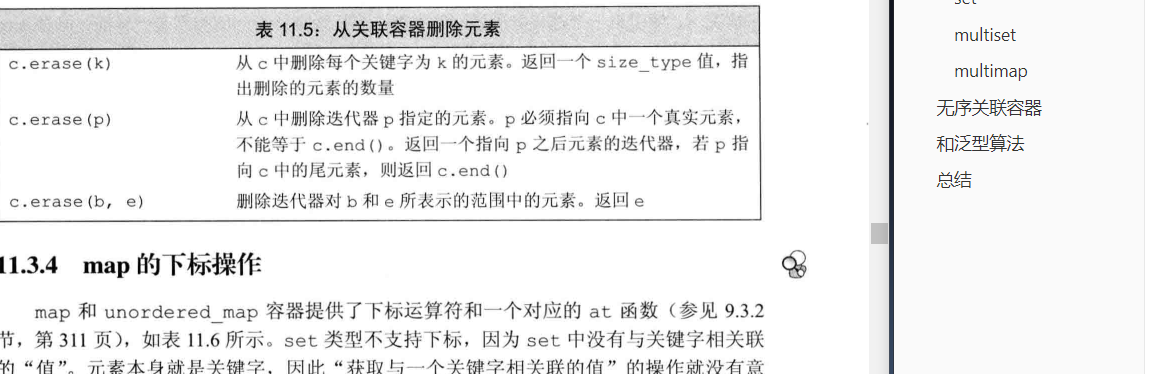 表 11.5：从关联容器删除元素
c.erase(k) 从 c 中删除每个关键字为 k 的元素。返回一个 size_type 值，指
出删除的元素的数量
c.erase(p) 从 c 中删除迭代器 p 指定的元素。p 必须指向 c 中一个真实元素，
不能等于 c.end()。返回一个指向 p 之后元素的迭代器，若 p 指
向 c 中的尾元素，则返回 c.end()
c.erase(b, e) 删除迭代器对 b 和 e 所表示的范围中的元素。返回 e
11.3.4 map 的下标操作
map 和 unordered_map 容器提供了下标运算符和一个对应的 at 函数（参见 9.3.2
节，第 311 页），如表 11.6 所示。set 类型不支持下标，因为 set 中没有与关键字相关联
的“值”。元素本身就是关键字，因此“获取与一个关键字相关联的值”的操作就没有意
set
multiset
multimap
无序关联容器
和泛型算法
总结